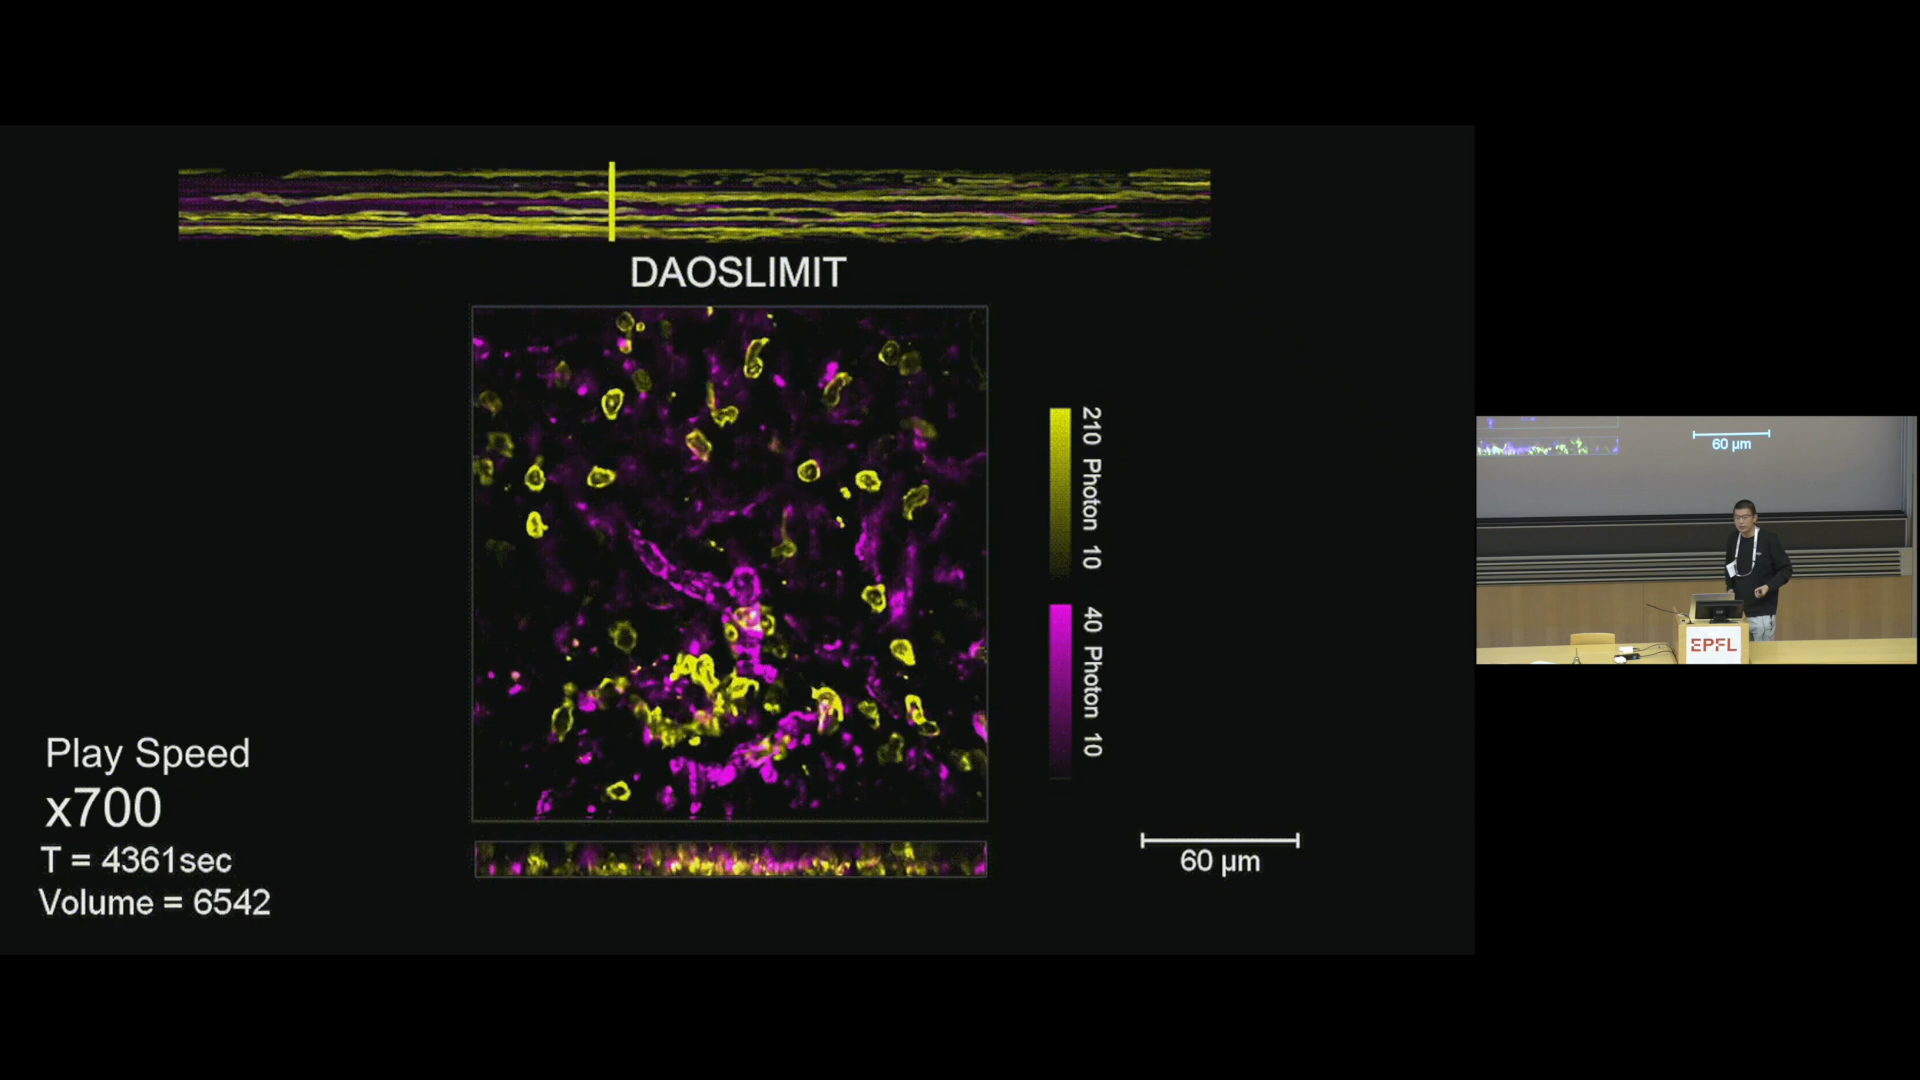 DAOSLIMIT
210 Photon 10
40 Photon 10
Play Speed
x700
T = 4361sec
Volume = 6542
60 µm
60 µm
EPFL